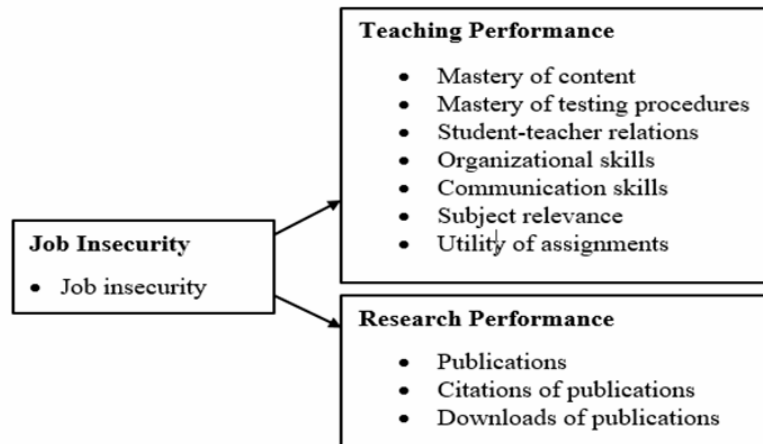 Teaching Performance
• Mastery of content
• Mastery of testing procedures
• Student-teacher relations
• Organizational skills
• Communication skills
• Subject relevance
• Utility of assignments
Job Insecurity
• Job insecurity
Research Performance
• Publications
• Citations of publications
• Downloads of publications